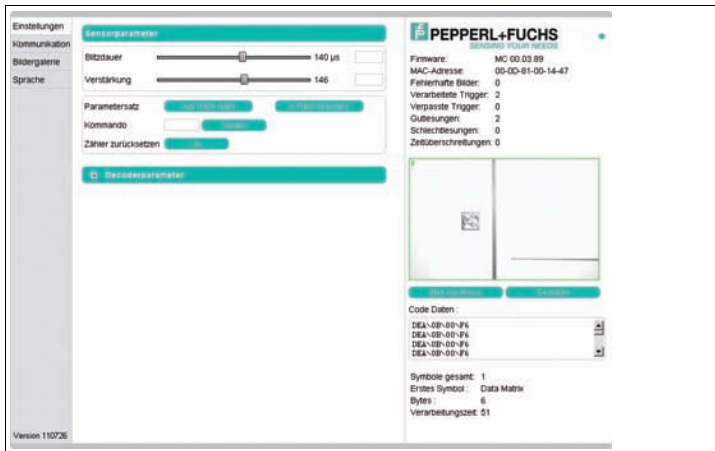 Einstellungen
Kommunikation
Bildergalerie
Sprache
Sensorparameter
Blitzdauer 140 µs
Verstärkung 146
Parametersatz
Kommando
Zähler zurücksetzen
Decoderparameter
Version 110726
PEPPERL+FUCHS
SENSING YOUR NEEDS
Firmware: MC 00.03.89
MAC-Adresse: 00-0D-81-00-14-47
Fehlerhafte Bilder: 0
Verarbeitete Trigger: 2
Verpasste Trigger: 0
Gutlesungen: 2
Schlechtlesungen: 0
Zeitüberschreitungen: 0
Code Daten :
DEA\0B\00\F6
DEA\0B\00\F6
DEA\0B\00\F6
DEA\0B\00\F6
Symbole gesamt: 1
Erstes Symbol : Data Matrix
Bytes : 6
Verarbeitungszeit: 51